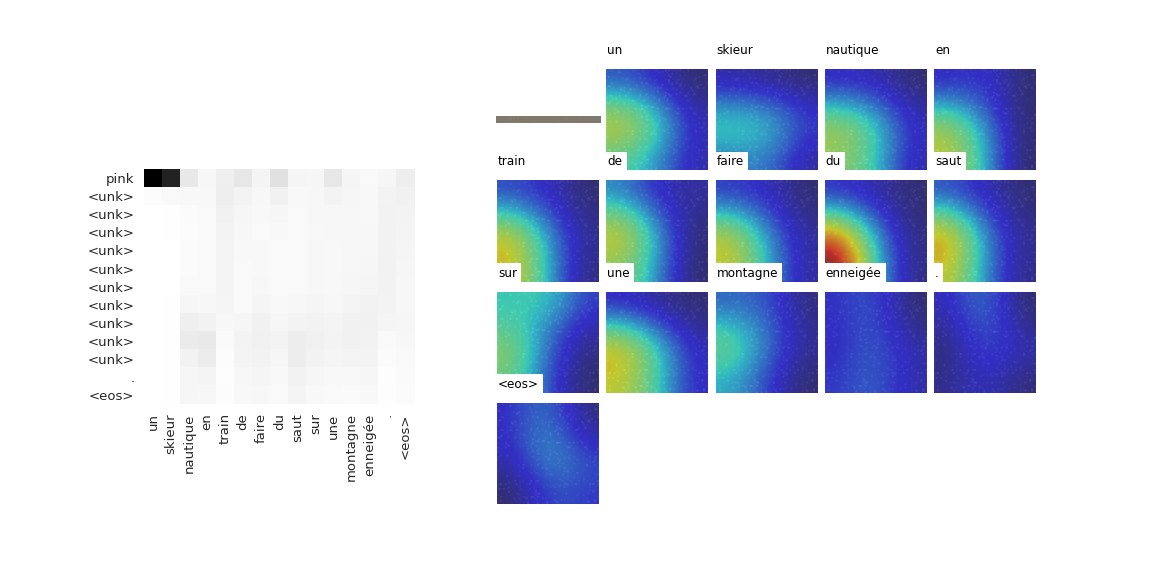 pink
<unk>
<unk>
<unk>
<unk>
<unk>
<unk>
<unk>
<unk>
<unk>
<unk>
.
<eos>
un
skieur
nautique
en
train
de
faire
du
saut
sur
une
montagne
enneigée
.
<eos>
un skieur nautique en
train de faire du saut
sur une montagne enneigée .
<eos>